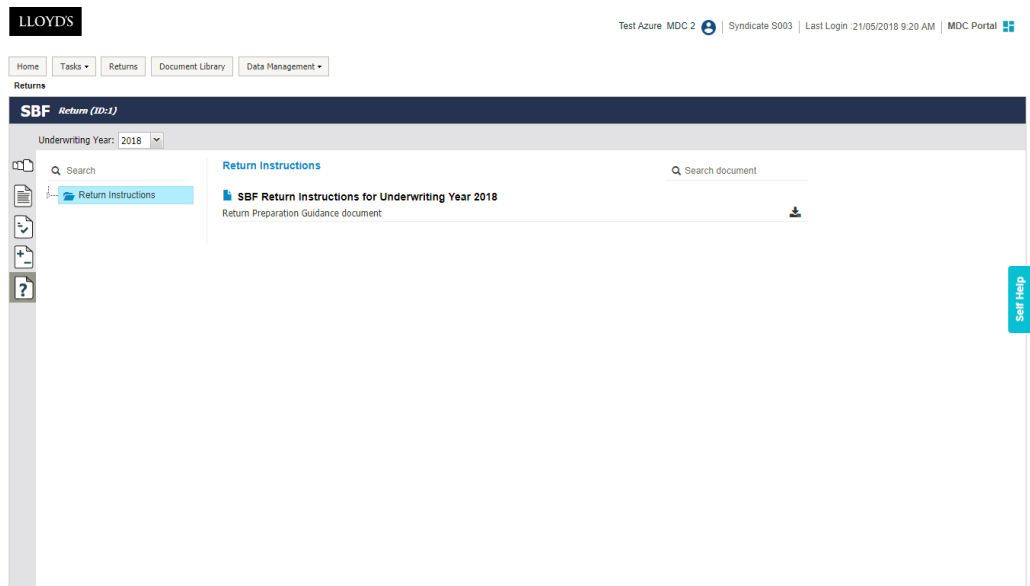 LLOYD'S
Test Azure MDC 2 Syndicate S003 Last Login :21/05/2018 9:20 AM MDC Portal
Home Tasks Returns Document Library Data Management
Returns
SBF Return (ID:1)
Underwriting Year: 2018
Search
Return Instructions
Return Instructions
Search document
SBF Return Instructions for Underwriting Year 2018
Return Preparation Guidance document
Self Help